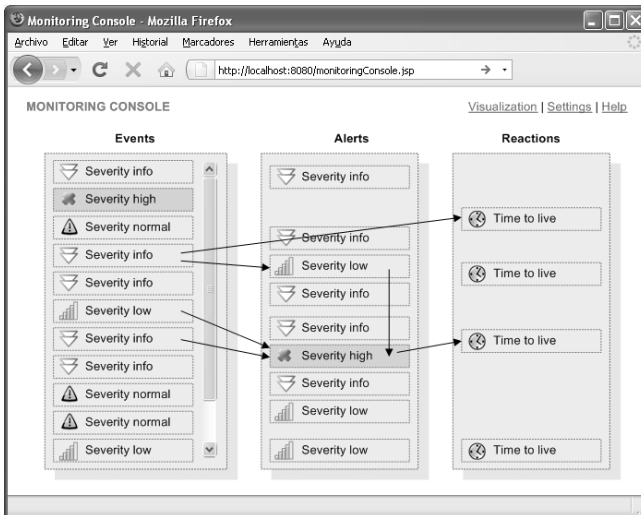 Monitoring Console - Mozilla Firefox
Archivo Editar Ver Historial Marcadores Herramientas Ayuda
http://localhost:8080/monitoringConsole.jsp
MONITORING CONSOLE
Visualization | Settings | Help
Events
Severity info
Severity high
Severity normal
Severity info
Severity info
Severity low
Severity info
Severity info
Severity normal
Severity normal
Severity low
Alerts
Severity info
Severity info
Severity low
Severity info
Severity info
Severity high
Severity info
Severity low
Severity low
Reactions
Time to live
Time to live
Time to live
Time to live